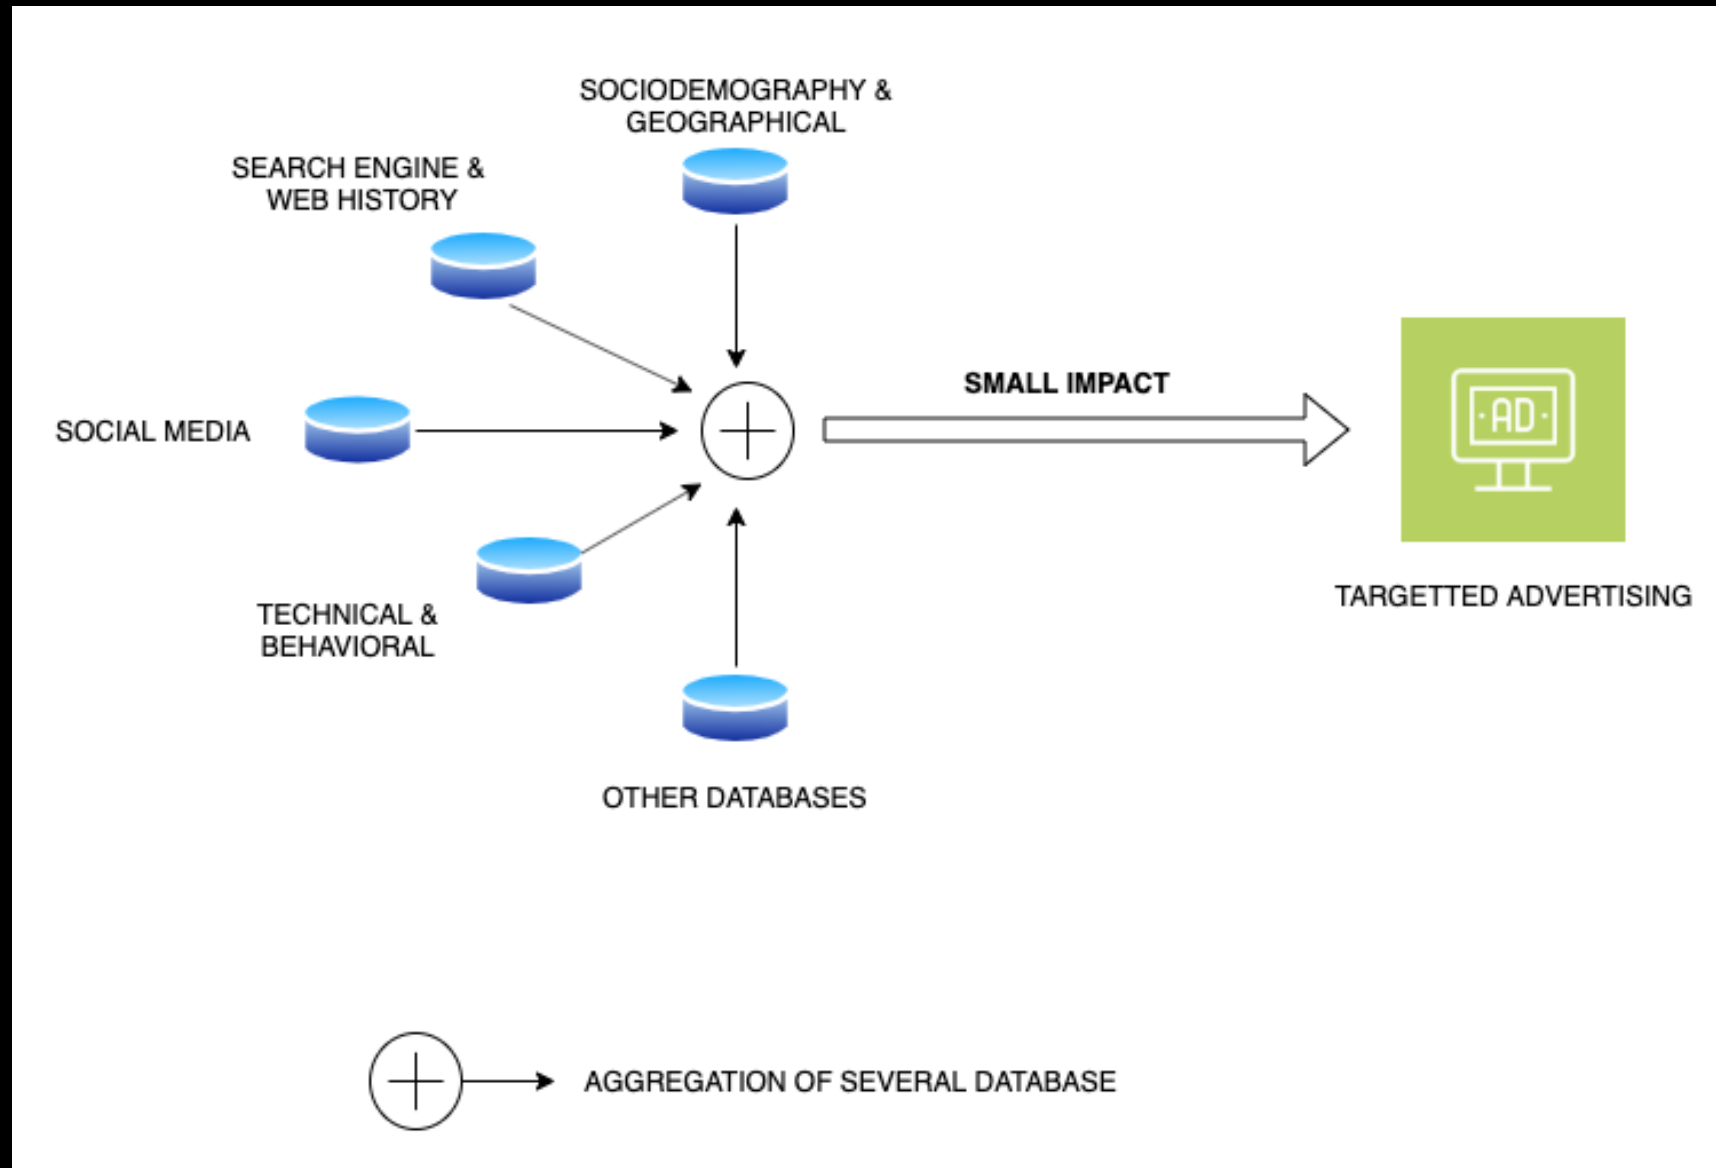 SOCIODEMOGRAPHY &
GEOGRAPHICAL
SEARCH ENGINE &
WEB HISTORY
SOCIAL MEDIA
SMALL IMPACT
·AD·
TARGETTED ADVERTISING
TECHNICAL &
BEHAVIORAL
OTHER DATABASES
AGGREGATION OF SEVERAL DATABASE